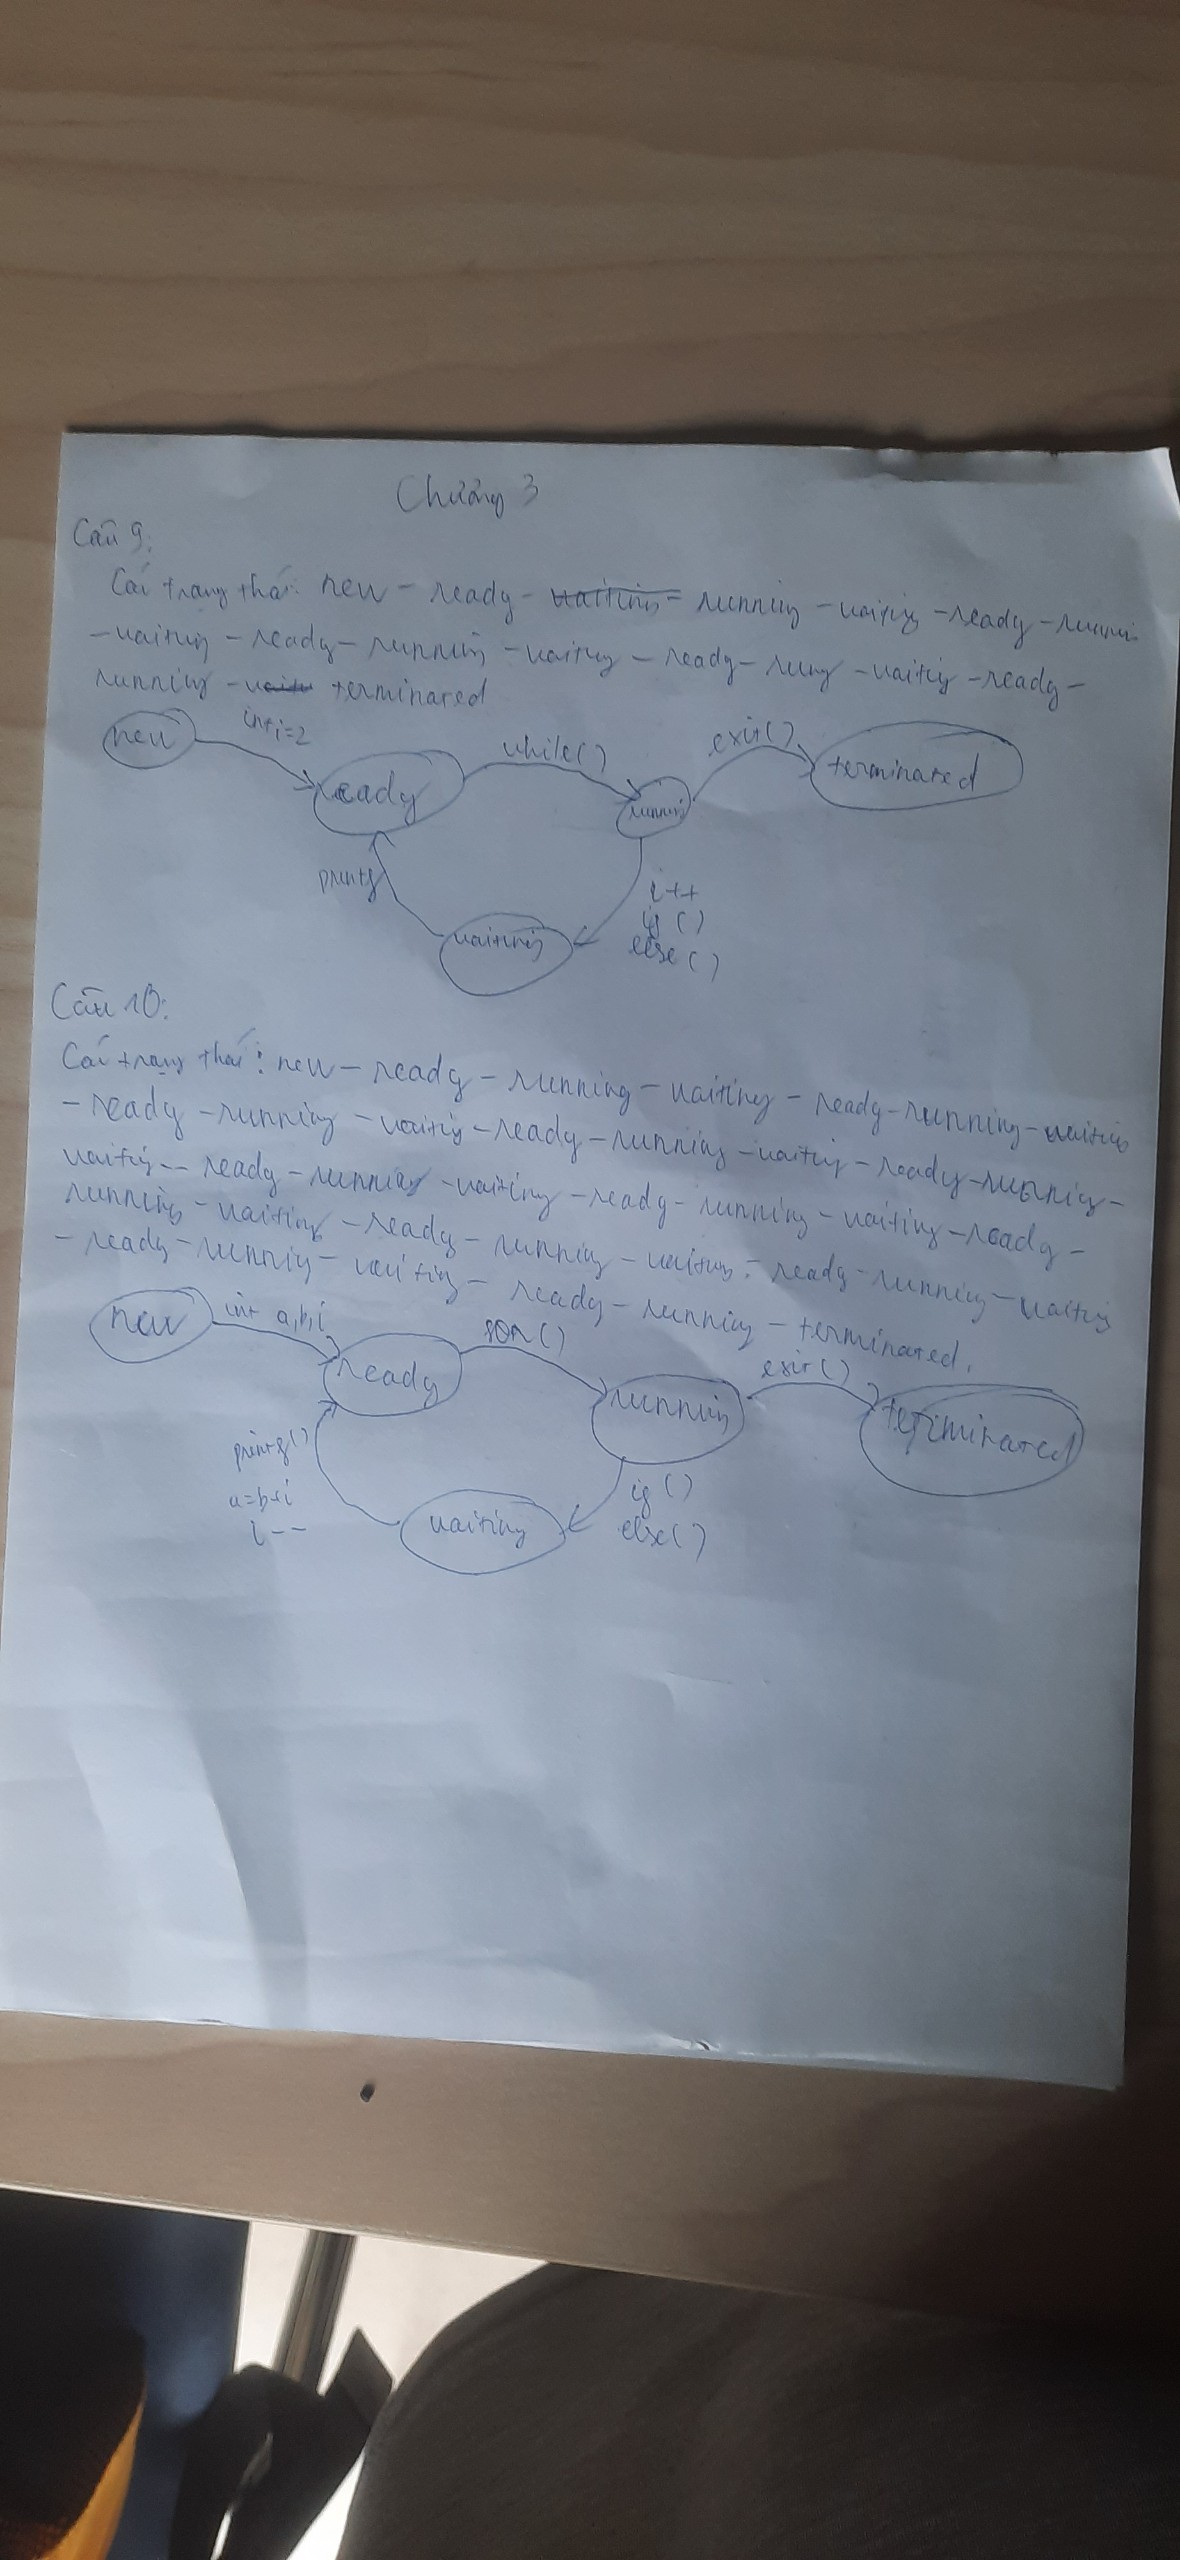 Chương 3
Câu 9:
Các trạng thái: new - ready - waiting - running - waiting - ready - running
- waiting - ready - running - waiting - ready - runing - waiting - ready -
running - terminated
new
int i=2
ready
while()
running
exit()
terminated
printf
waiting
i++
if ()
else ()
Câu 10:
Các trạng thái: new - ready - running - waiting - ready - running - waiting
- ready - running - waiting - ready - running - waiting - ready - running -
waiting - ready - running - waiting - ready - running - waiting - ready -
running - waiting - ready - running - waiting - ready - running - waiting
- ready - running - waiting - ready - running - terminated.
new
int a,b,i
ready
for()
running
exit()
terminated
printf()
a=b+i
i--
waiting
if ()
else()